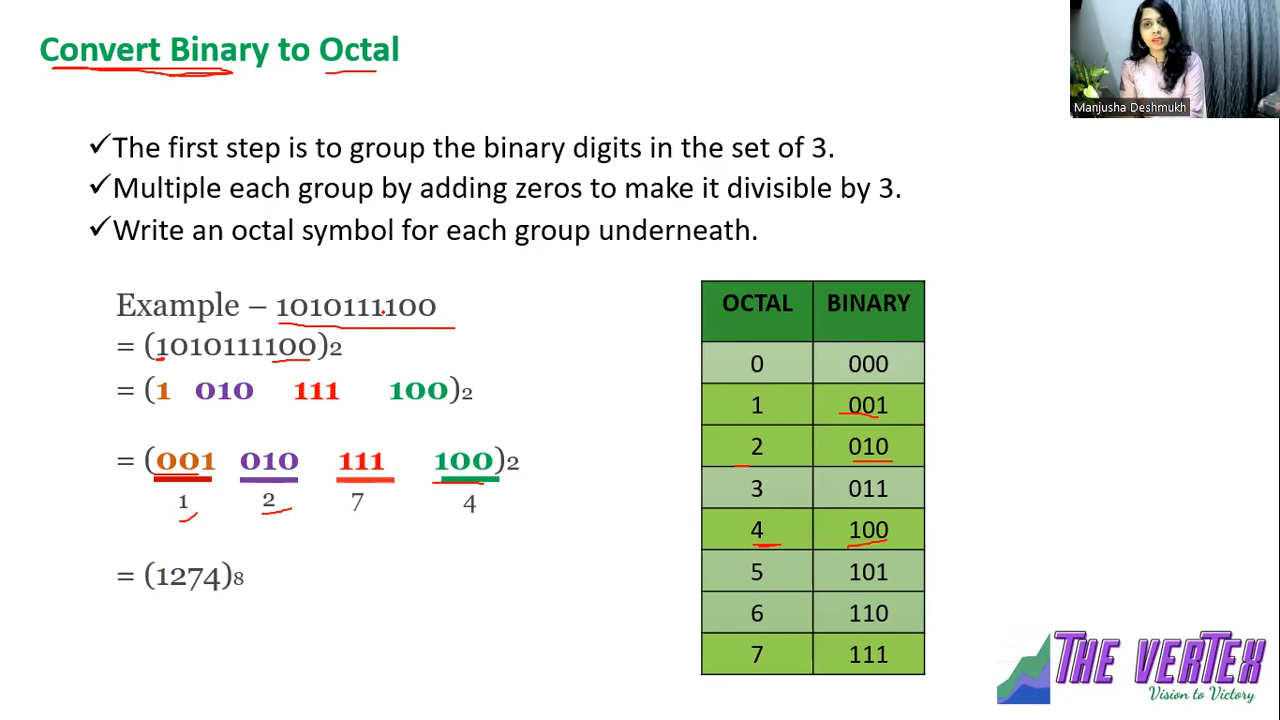 Convert Binary to Octal
Manjusha Deshmukh
✓The first step is to group the binary digits in the set of 3.
✓Multiple each group by adding zeros to make it divisible by 3.
✓Write an octal symbol for each group underneath.
Example – 1010111100
= (1010111100)2
= (1 010 111 100)2
= (001 010 111 100)2
1 2 7 4
= (1274)8
OCTAL BINARY
0 000
1 001
2 010
3 011
4 100
5 101
6 110
7 111
THE VERTEX
Vision to Victory